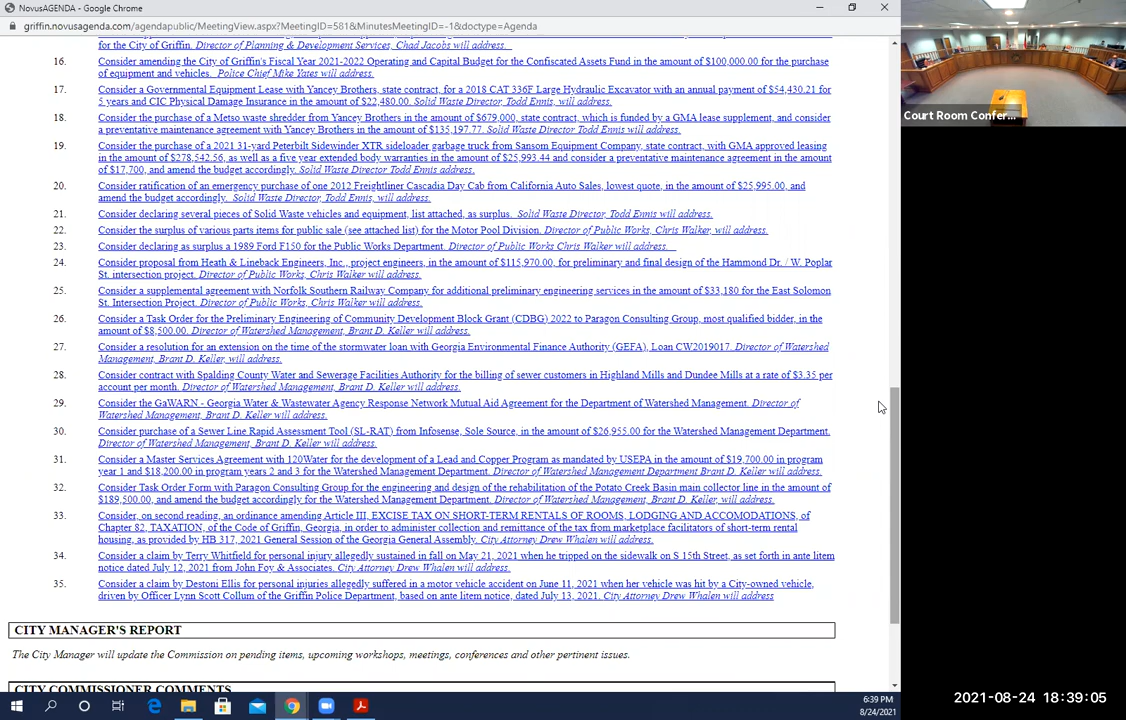 NovusAGENDA - Google Chrome
griffin.novusagenda.com/agendapublic/MeetingView.aspx?MeetingID=581&MinutesMeetingID=-1&doctype=Agenda
for the City of Griffin. Director of Planning & Development Services, Chad Jacobs will address.
16. Consider amending the City of Griffin's Fiscal Year 2021-2022 Operating and Capital Budget for the Confiscated Assets Fund in the amount of $100,000.00 for the purchase
of equipment and vehicles. Police Chief Mike Yates will address.
17. Consider a Governmental Equipment Lease with Yancey Brothers, state contract, for a 2018 CAT 336F Large Hydraulic Excavator with an annual payment of $54,430.21 for
5 years and CIC Physical Damage Insurance in the amount of $22,480.00. Solid Waste Director, Todd Ennis, will address.
18. Consider the purchase of a Metso waste shredder from Yancey Brothers in the amount of $679,000, state contract, which is funded by a GMA lease supplement, and consider
a preventative maintenance agreement with Yancey Brothers in the amount of $135,197.77. Solid Waste Director Todd Ennis will address.
19. Consider the purchase of a 2021 31-yard Peterbilt Sidewinder XTR sideloader garbage truck from Sansom Equipment Company, state contract, with GMA approved leasing
in the amount of $278,542.56, as well as a five year extended body warranties in the amount of $25,993.44 and consider a preventative maintenance agreement in the amount
of $17,700, and amend the budget accordingly. Solid Waste Director Todd Ennis address.
20. Consider ratification of an emergency purchase of one 2012 Freightliner Cascadia Day Cab from California Auto Sales, lowest quote, in the amount of $25,995.00, and
amend the budget accordingly. Solid Waste Director, Todd Ennis, will address.
21. Consider declaring several pieces of Solid Waste vehicles and equipment, list attached, as surplus. Solid Waste Director, Todd Ennis will address.
22. Consider the surplus of various parts items for public sale (see attached list) for the Motor Pool Division. Director of Public Works, Chris Walker, will address.
23. Consider declaring as surplus a 1989 Ford F150 for the Public Works Department. Director of Public Works Chris Walker will address.
24. Consider proposal from Heath & Lineback Engineers, Inc., project engineers, in the amount of $115,970.00, for preliminary and final design of the Hammond Dr. / W. Poplar
St. intersection project. Director of Public Works, Chris Walker will address.
25. Consider a supplemental agreement with Norfolk Southern Railway Company for additional preliminary engineering services in the amount of $33,180 for the East Solomon
St. Intersection Project. Director of Public Works, Chris Walker will address.
26. Consider a Task Order for the Preliminary Engineering of Community Development Block Grant (CDBG) 2022 to Paragon Consulting Group, most qualified bidder, in the
amount of $8,500.00. Director of Watershed Management, Brant D. Keller will address.
27. Consider a resolution for an extension on the time of the stormwater loan with Georgia Environmental Finance Authority (GEFA), Loan CW2019017. Director of Watershed
Management, Brant D. Keller, will address.
28. Consider contract with Spalding County Water and Sewerage Facilities Authority for the billing of sewer customers in Highland Mills and Dundee Mills at a rate of $3.35 per
account per month. Director of Watershed Management, Brant D. Keller will address.
29. Consider the GaWARN - Georgia Water & Wastewater Agency Response Network Mutual Aid Agreement for the Department of Watershed Management. Director of
Watershed Management, Brant D. Keller will address.
30. Consider purchase of a Sewer Line Rapid Assessment Tool (SL-RAT) from Infosense, Sole Source, in the amount of $26,955.00 for the Watershed Management Department.
Director of Watershed Management, Brant D. Keller will address.
31. Consider a Master Services Agreement with 120Water for the development of a Lead and Copper Program as mandated by USEPA in the amount of $19,700.00 in program
year 1 and $18,200.00 in program years 2 and 3 for the Watershed Management Department. Director of Watershed Management Department Brant D. Keller will address.
32. Consider Task Order Form with Paragon Consulting Group for the engineering and design of the rehabilitation of the Potato Creek Basin main collector line in the amount of
$189,500.00, and amend the budget accordingly for the Watershed Management Department. Director of Watershed Management, Brant D. Keller, will address.
33. Consider, on second reading, an ordinance amending Article III, EXCISE TAX ON SHORT-TERM RENTALS OF ROOMS, LODGING AND ACCOMODATIONS, of
Chapter 82, TAXATION, of the Code of Griffin, Georgia, in order to administer collection and remittance of the tax from marketplace facilitators of short-term rental
housing, as provided by HB 317, 2021 General Session of the Georgia General Assembly. City Attorney Drew Whalen will address.
34. Consider a claim by Terry Whitfield for personal injury allegedly sustained in fall on May 21, 2021 when he tripped on the sidewalk on S 15th Street, as set forth in ante litem
notice dated July 12, 2021 from John Foy & Associates. City Attorney Drew Whalen will address.
35. Consider a claim by Destoni Ellis for personal injuries allegedly suffered in a motor vehicle accident on June 11, 2021 when her vehicle was hit by a City-owned vehicle,
driven by Officer Lynn Scott Collum of the Griffin Police Department, based on ante litem notice, dated July 13, 2021. City Attorney Drew Whalen will address
CITY MANAGER'S REPORT
The City Manager will update the Commission on pending items, upcoming workshops, meetings, conferences and other pertinent issues.
CITY COMMISSIONER COMMENTS
6:39 PM
8/24/2021
Court Room Confer...
2021-08-24 18:39:05